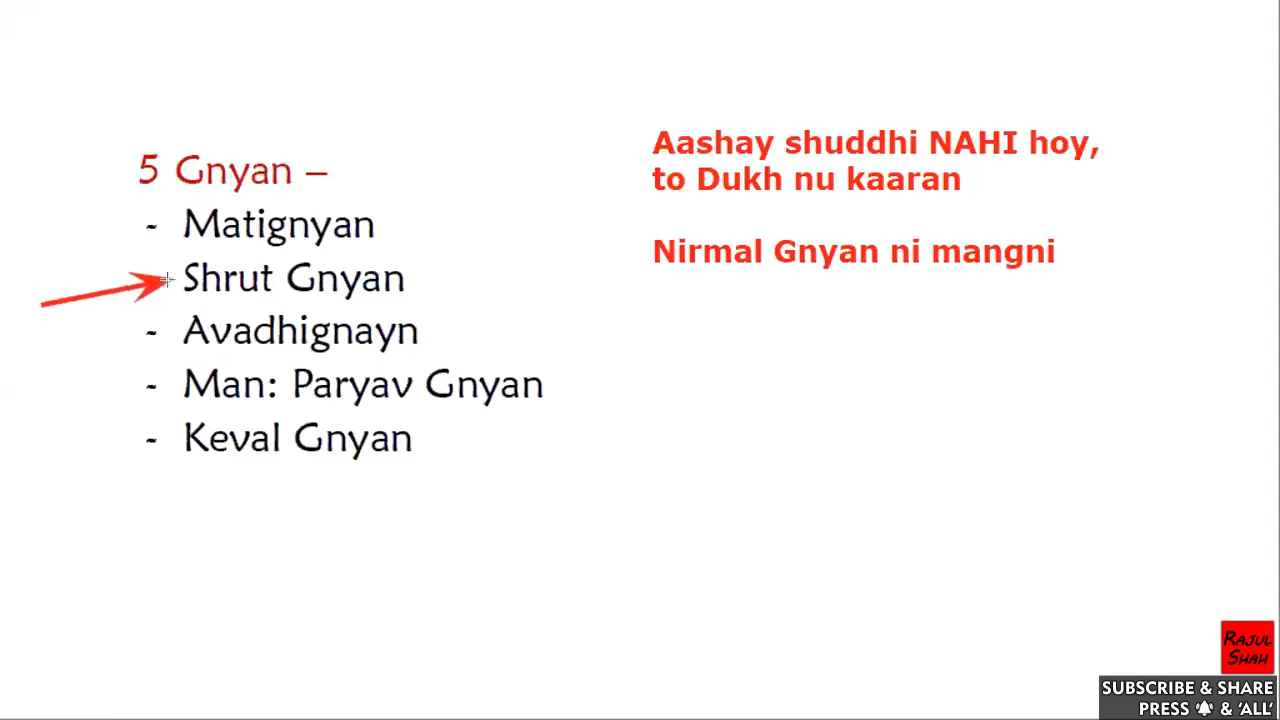 5 Gnyan –
- Matignyan
Shrut Gnyan
- Avadhignayn
- Man: Paryav Gnyan
- Keval Gnyan
Aashay shuddhi NAHI hoy,
to Dukh nu kaaran
Nirmal Gnyan ni mangni
RAJUL
SHAH
SUBSCRIBE & SHARE
PRESS 🔔 & ‘ALL’